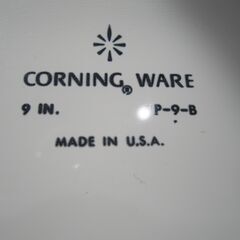 CORNING® WARE
9 IN. P-9-B
MADE IN U.S.A.